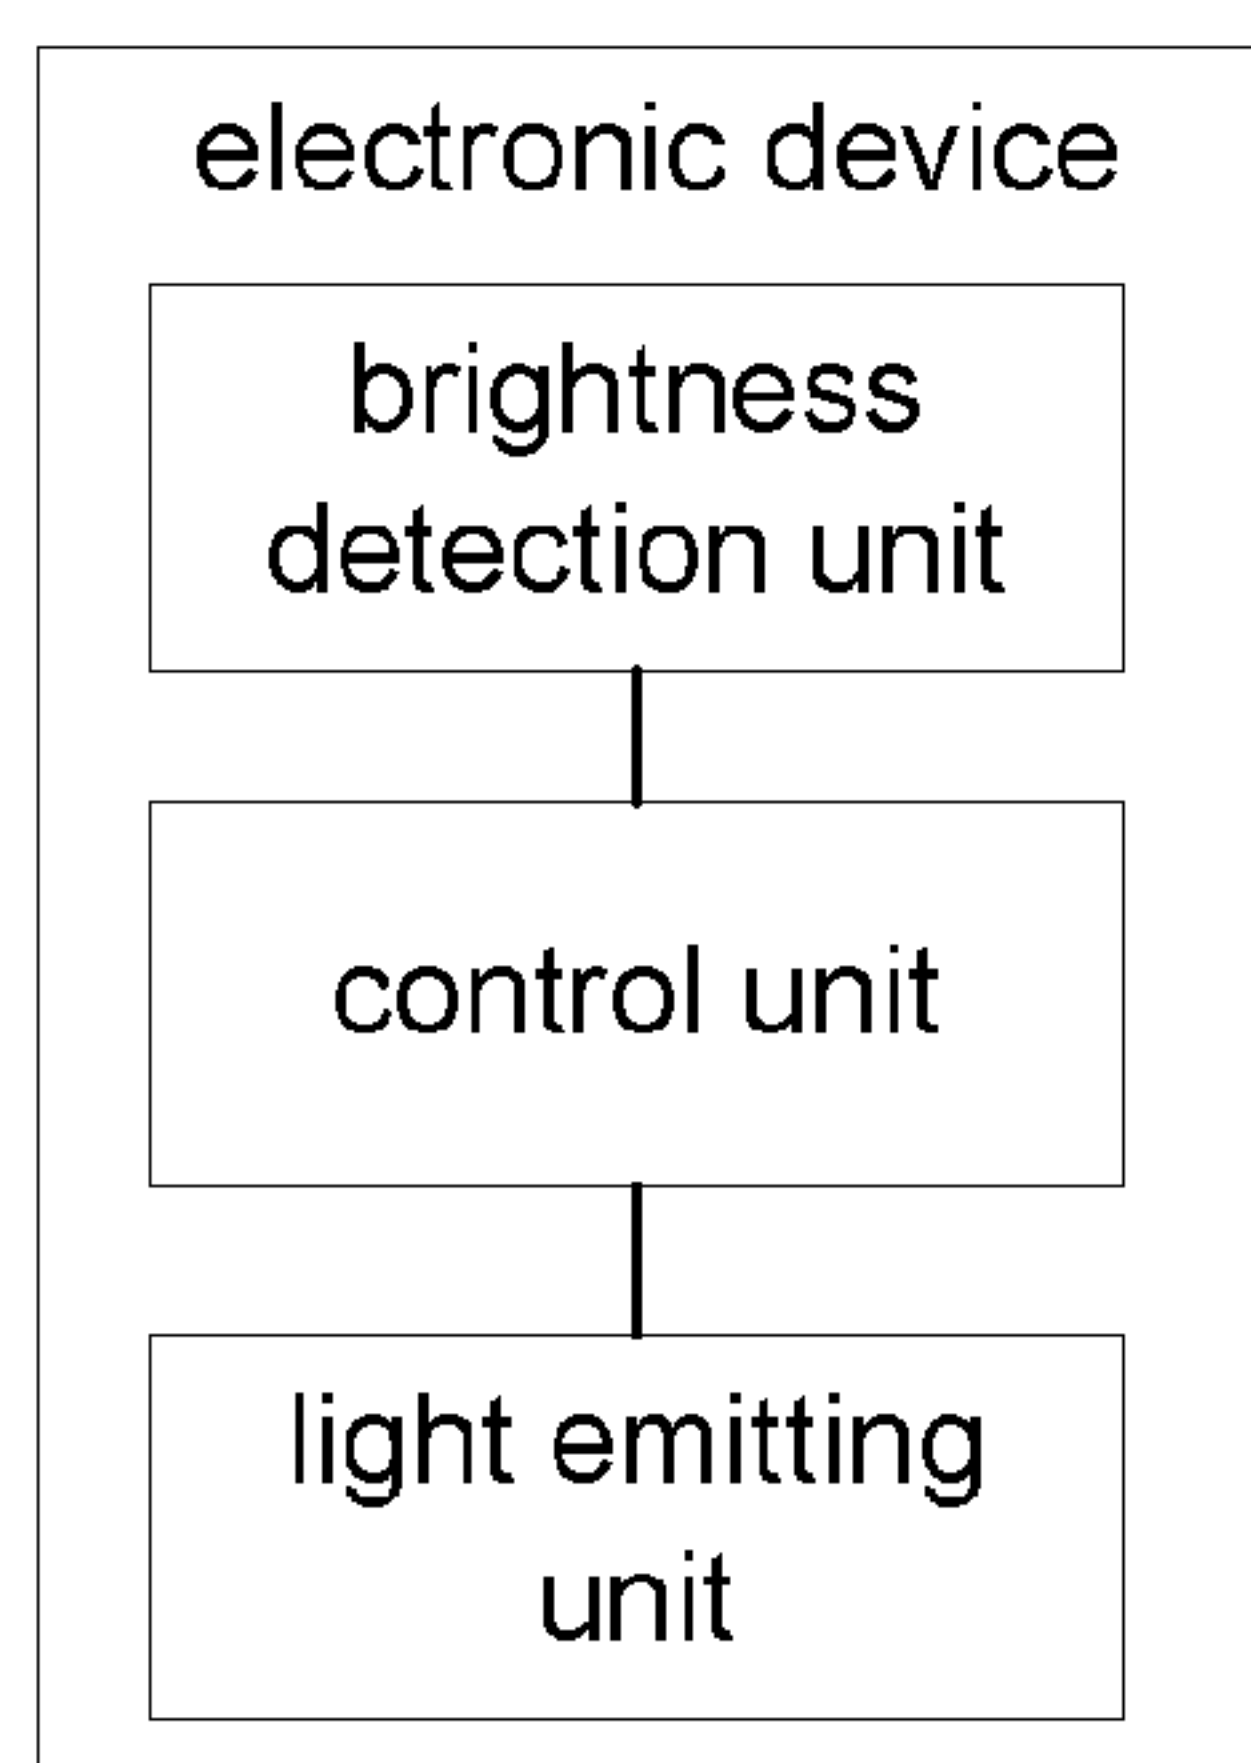 electronic device
brightness
detection unit
control unit
light emitting
unit